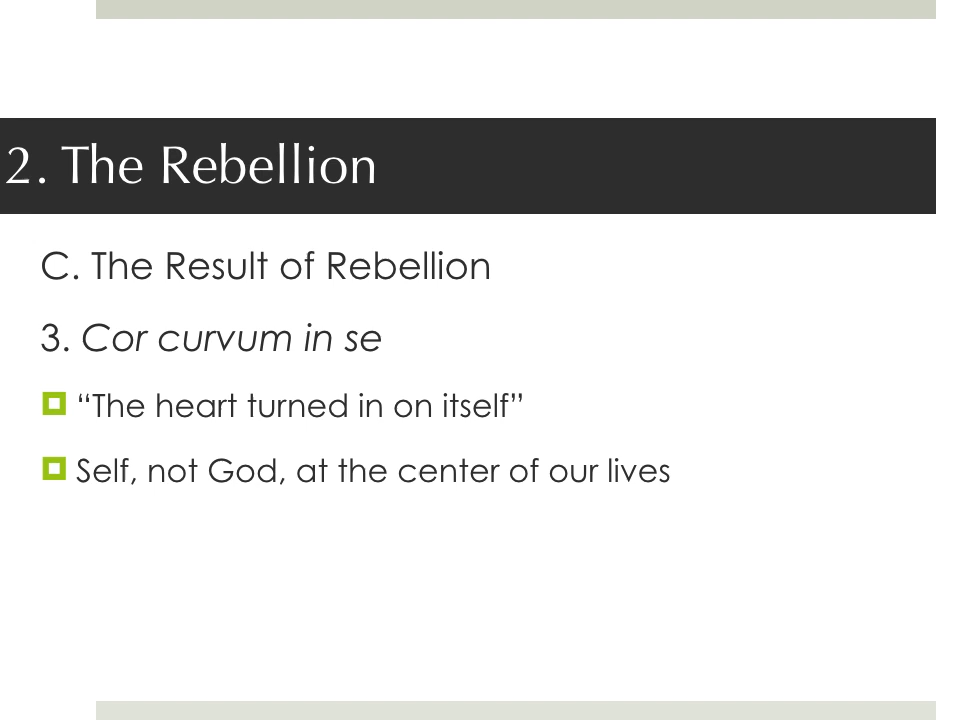 2. The Rebellion
C. The Result of Rebellion
3. Cor curvum in se
“The heart turned in on itself”
Self, not God, at the center of our lives